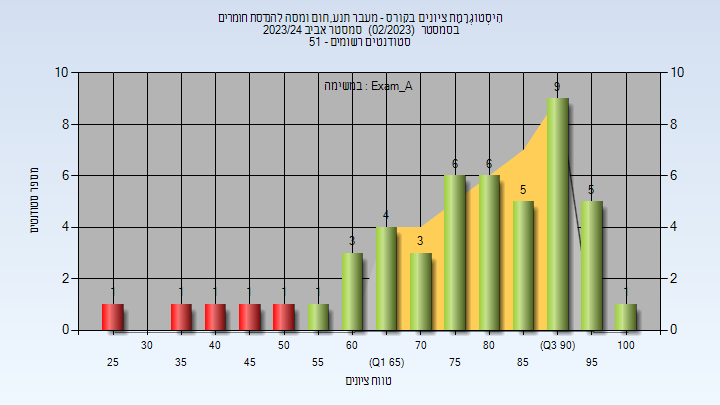 היסטוגרמת ציונים בקורס - מעבר תנע,חום ומסה להנדסת חומרים
בסמסטר (02/2023) סמסטר אביב 2023/24
סטודנטים רשומים - 51
במשימה : Exam_A
10 10
8 8
6 6
4 4
2 2
0 0
מספר סטודנטים
1 1 1 1 1 1 3 4 3 6 6 5 9 5 1
30 40 50 60 70 80 (Q3 90) 100
25 35 45 55 (Q1 65) 75 85 95
טווח ציונים